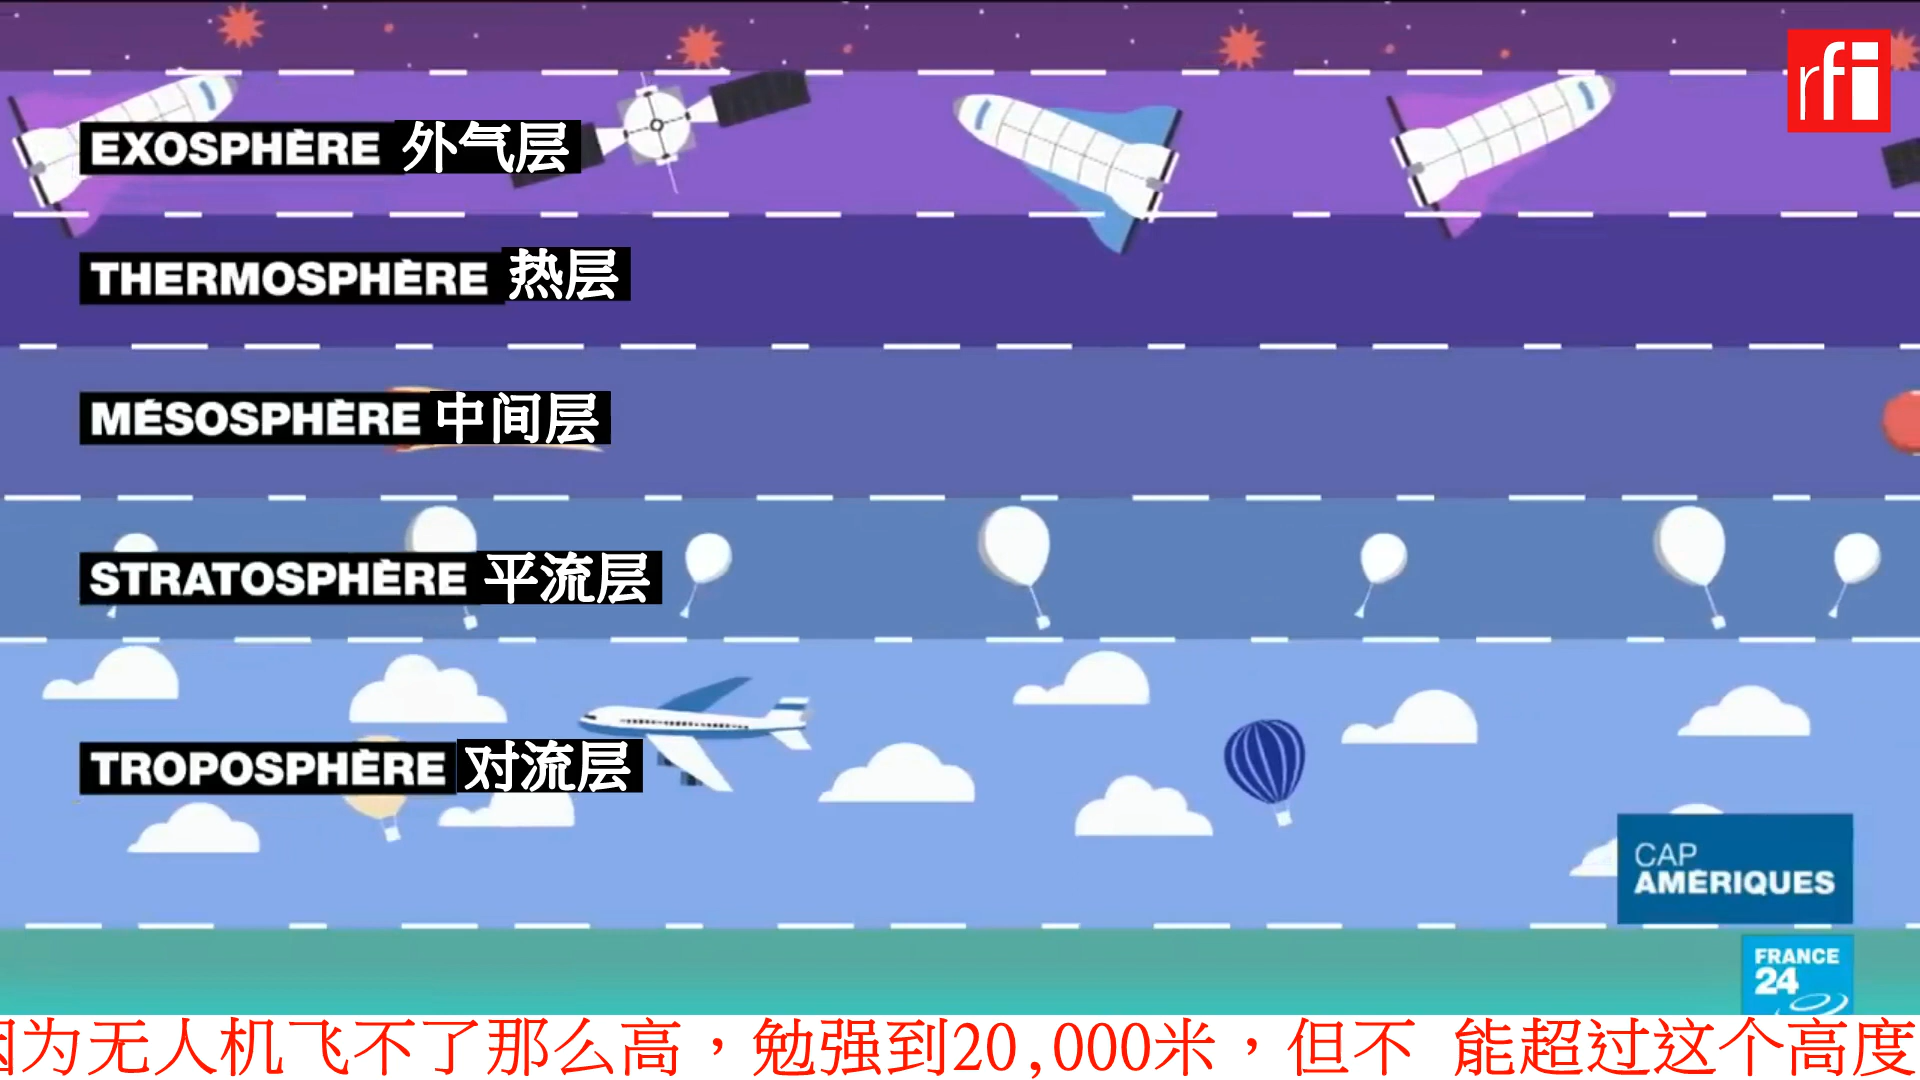 rfi
EXOSPHÈRE 外气层
THERMOSPHÈRE 热层
MÉSOSPHÈRE 中间层
STRATOSPHÈRE 平流层
TROPOSPHÈRE 对流层
CAP
AMÉRIQUES
FRANCE
24
因为无人机飞不了那么高，勉强到20,000米，但不 能超过这个高度